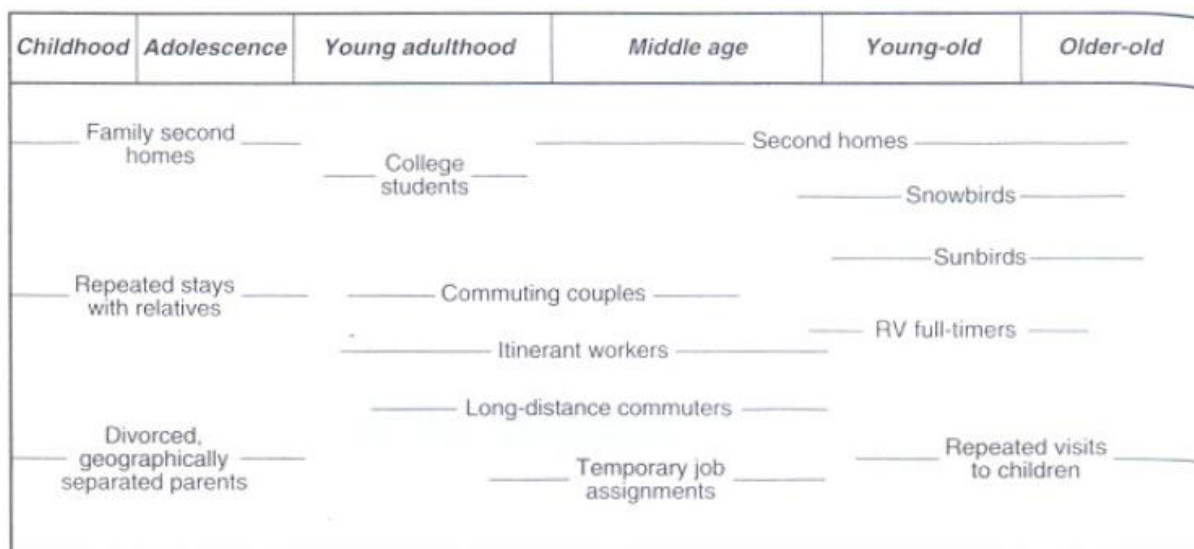 Childhood Adolescence Young adulthood Middle age Young-old Older-old
Family second
homes
Second homes
College
students
Snowbirds
Sunbirds
Repeated stays
with relatives
Commuting couples
RV full-timers
Itinerant workers
Long-distance commuters
Divorced,
geographically
separated parents
Temporary job
assignments
Repeated visits
to children